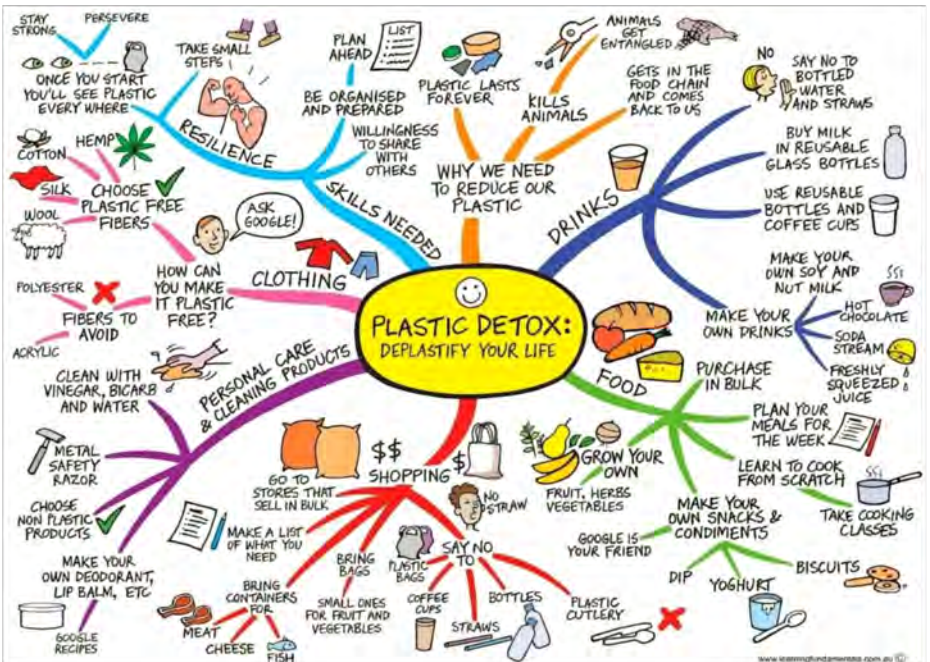 PLASTIC DETOX:
DEPLASTIFY YOUR LIFE
STAY
STRONG
PERSEVERE
ONCE YOU START
YOU'LL SEE PLASTIC
EVERY WHERE
TAKE SMALL
STEPS
RESILIENCE
PLAN
AHEAD
LIST
BE ORGANISED
AND PREPARED
WILLINGNESS
TO SHARE
WITH
OTHERS
SKILLS NEEDED
PLASTIC LASTS
FOREVER
ANIMALS
GET
ENTANGLED
KILLS
ANIMALS
GETS IN THE
FOOD CHAIN
AND COMES
BACK TO US
WHY WE NEED
TO REDUCE OUR
PLASTIC
DRINKS
NO
SAY NO TO
BOTTLED
WATER
AND STRAWS
BUY MILK
IN REUSABLE
GLASS BOTTLES
USE REUSABLE
BOTTLES AND
COFFEE CUPS
MAKE YOUR
OWN DRINKS
MAKE YOUR
OWN SOY AND
NUT MILK
HOT
CHOCOLATE
SODA
STREAM
FRESHLY
SQUEEZED
JUICE
FOOD
PURCHASE
IN BULK
PLAN YOUR
MEALS FOR
THE WEEK
LEARN TO COOK
FROM SCRATCH
TAKE COOKING
CLASSES
MAKE YOUR
OWN SNACKS &
CONDIMENTS
GOOGLE IS
YOUR FRIEND
DIP
YOGHURT
BISCUITS
GROW YOUR
OWN
FRUIT, HERBS
VEGETABLES
$$
$
SHOPPING
GO TO
STORES THAT
SELL IN BULK
MAKE A LIST
OF WHAT YOU
NEED
BRING
CONTAINERS
FOR
MEAT
CHEESE
FISH
BRING
BAGS
SMALL ONES
FOR FRUIT AND
VEGETABLES
NO
STRAW
SAY NO
TO
PLASTIC
BAGS
COFFEE
CUPS
STRAWS
BOTTLES
PLASTIC
CUTLERY
PERSONAL CARE
& CLEANING PRODUCTS
CLEAN WITH
VINEGAR, BICARB
AND WATER
METAL
SAFETY
RAZOR
CHOOSE
NON PLASTIC
PRODUCTS
MAKE YOUR
OWN DEODORANT,
LIP BALM, ETC
GOOGLE
RECIPES
CLOTHING
ASK
GOOGLE!
HOW CAN
YOU MAKE
IT PLASTIC
FREE?
CHOOSE
PLASTIC FREE
FIBERS
COTTON
HEMP
SILK
WOOL
FIBERS TO
AVOID
POLYESTER
ACRYLIC
www.learningfundamentals.com.au ©